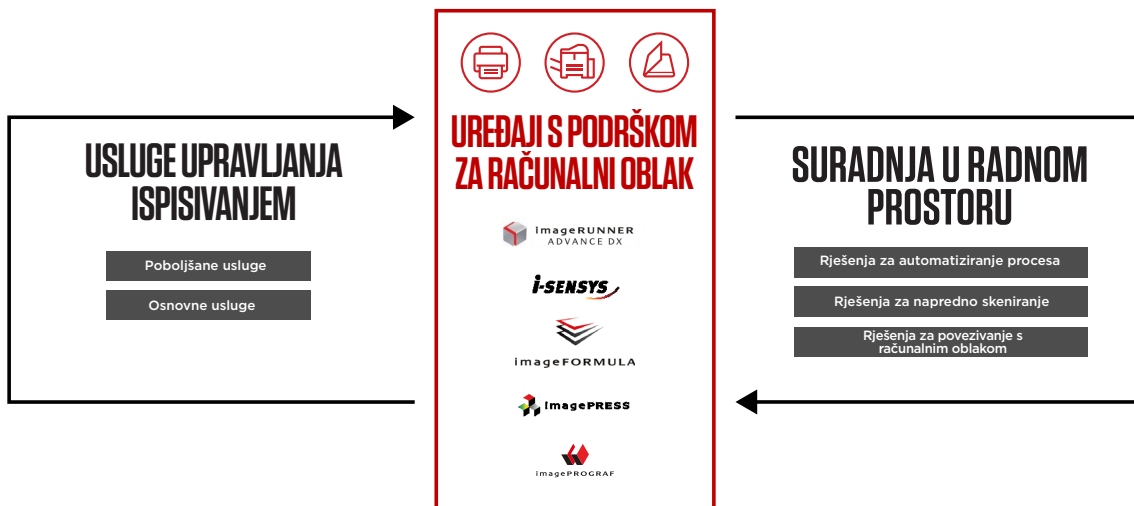 USLUGE UPRAVLJANJA
ISPISIVANJEM
Poboljšane usluge
Osnovne usluge
UREĐAJI S PODRŠKOM
ZA RAČUNALNI OBLAK
imageRUNNER
ADVANCE DX
i-SENSYS
imageFORMULA
imagePRESS
imagePROGRAF
SURADNJA U RADNOM
PROSTORU
Rješenja za automatiziranje procesa
Rješenja za napredno skeniranje
Rješenja za povezivanje s
računalnim oblakom